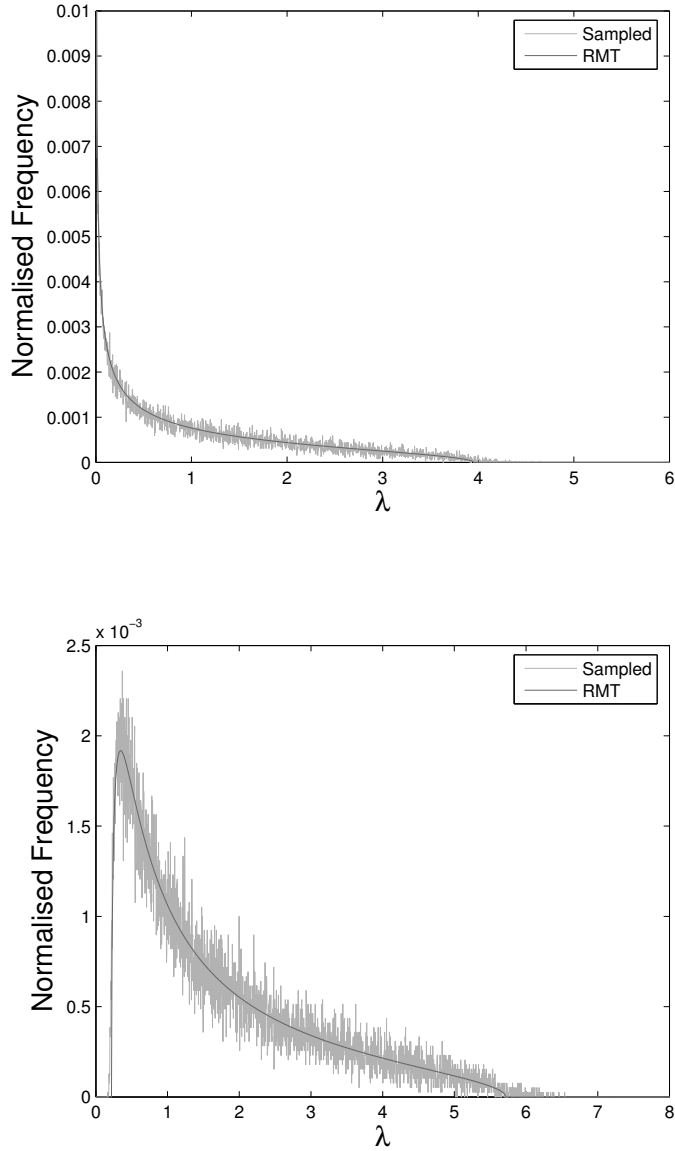 0.01
0.009
0.008
0.007
0.006
0.005
0.004
0.003
0.002
0.001
0
Normalised Frequency
Sampled
RMT
0 1 2 3 4 5 6
λ
x 10⁻³
2.5
2
1.5
1
0.5
0
Normalised Frequency
Sampled
RMT
0 1 2 3 4 5 6 7 8
λ